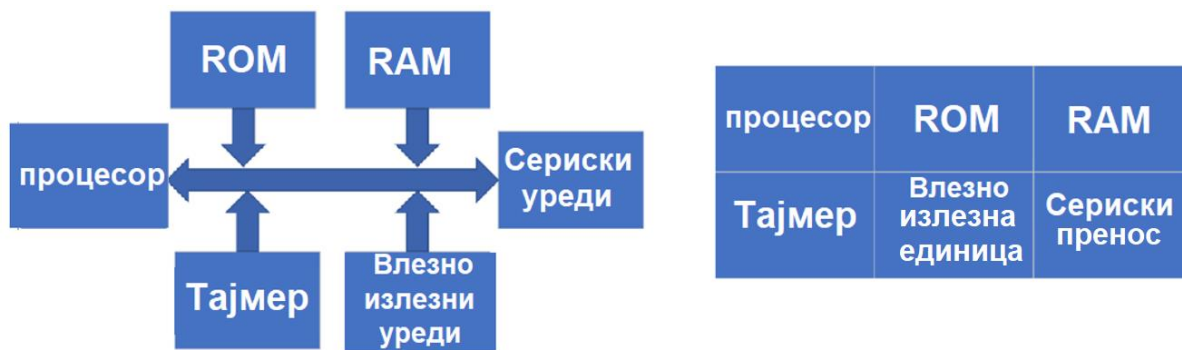 ROM
RAM
процесор
Сериски
уреди
Тајмер
Влезно
излезни
уреди
процесор
ROM
RAM
Тајмер
Влезно
излезна
единица
Сериски
пренос